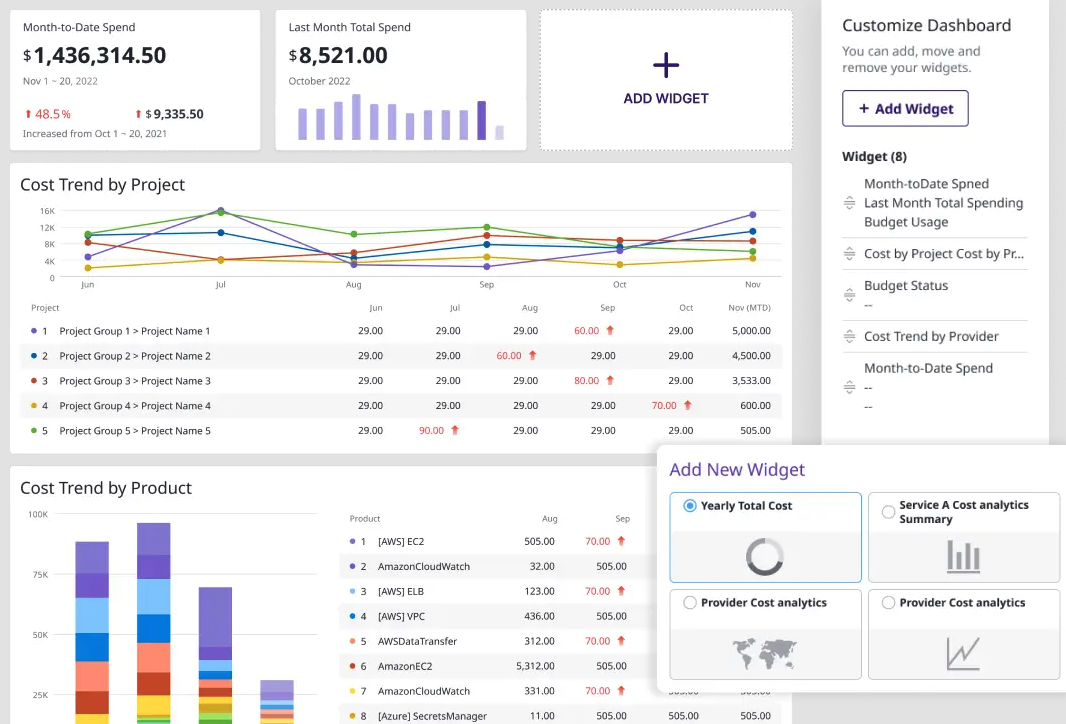 Month-to-Date Spend
$1,436,314.50
Nov 1 ~ 20, 2022
48.5%
$ 9,335.50
Increased from Oct 1 ~ 20, 2021
Last Month Total Spend
$8,521.00
October 2022
ADD WIDGET
Customize Dashboard
You can add, move and
remove your widgets.
+ Add Widget
Widget (8)
Month-toDate Spned
Last Month Total Spending
Budget Usage
Cost by Project Cost by Pr...
Budget Status
--
Cost Trend by Provider
Month-to-Date Spend
--
--
Cost Trend by Project
16K
12K
8K
4K
0
Jun Jul Aug Sep Oct Nov
Project Jun Jul Aug Sep Oct Nov (MTD)
1 Project Group 1 > Project Name 1 29.00 29.00 29.00 60.00 29.00 5,000.00
2 Project Group 2 > Project Name 2 29.00 29.00 60.00 29.00 29.00 4,500.00
3 Project Group 3 > Project Name 3 29.00 29.00 29.00 80.00 29.00 3,533.00
4 Project Group 4 > Project Name 4 29.00 29.00 29.00 29.00 70.00 600.00
5 Project Group 5 > Project Name 5 29.00 90.00 29.00 29.00 29.00 505.00
Cost Trend by Product
100K
75K
50K
25K
Product Aug Sep
1 [AWS] EC2 505.00 70.00
2 AmazonCloudWatch 32.00 505.00
3 [AWS] ELB 123.00 70.00
4 [AWS] VPC 436.00 505.00
5 AWSDataTransfer 312.00 70.00
6 AmazonEC2 5,312.00 505.00
7 AmazonCloudWatch 331.00 70.00
8 [Azure] SecretsManager 11.00 505.00 505.00 505.00
Add New Widget
Yearly Total Cost
Service A Cost analytics
Summary
Provider Cost analytics
Provider Cost analytics